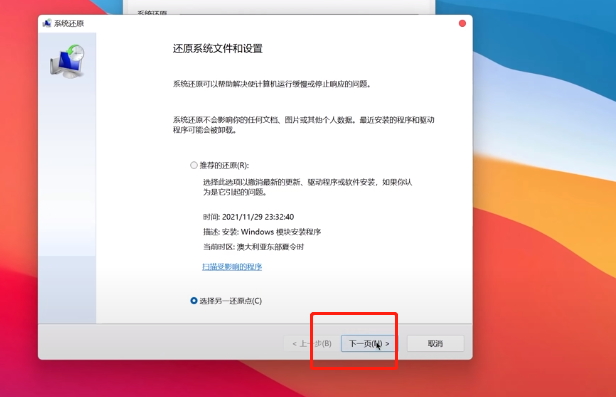 系统还原
系统还原
还原系统文件和设置
系统还原可以帮助解决使计算机运行缓慢或停止响应的问题。
系统还原不会影响你的任何文档、图片或其他个人数据。最近安装的程序和驱动
程序可能会被卸载。
推荐的还原(R):
选择此选项以撤消最新的更新、驱动程序或软件安装，如果你认
为是它引起的问题。
时间: 2021/11/29 23:32:40
描述: 安装: Windows 模块安装程序
当前时区: 澳大利亚东部夏令时
扫描受影响的程序
选择另一还原点(C)
< 上一步(B) 下一页(N) > 取消